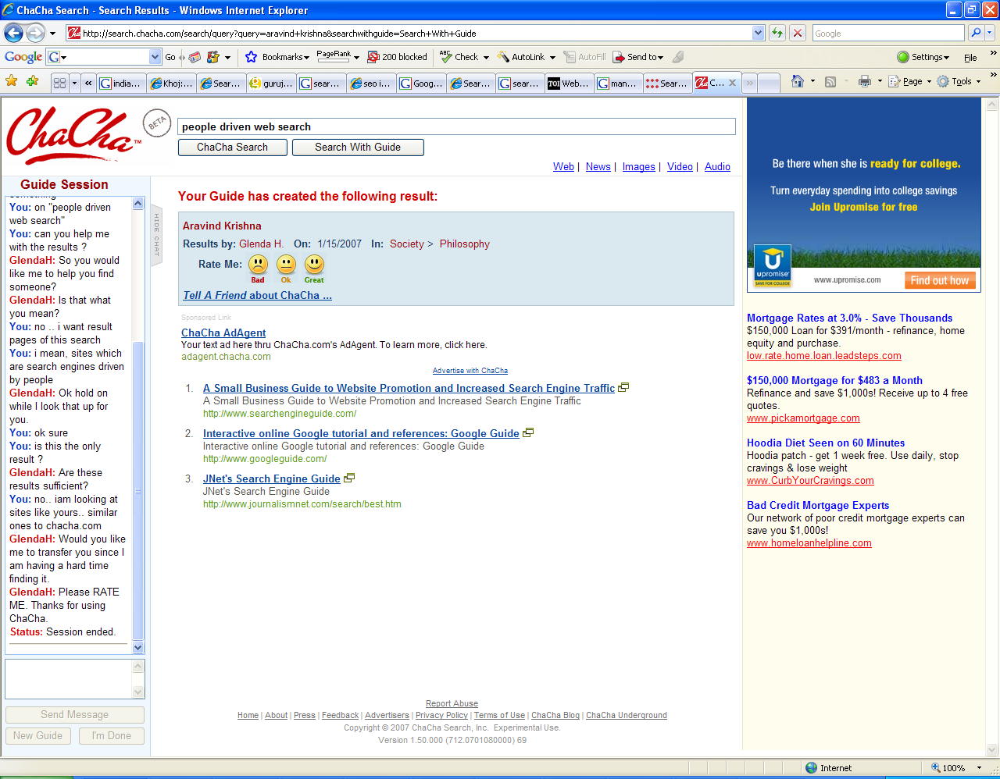 ChaCha Search - Search Results - Windows Internet Explorer
http://search.chacha.com/search/query?query=aravind+krishna&searchwithguide=Search+With+Guide
Google
Google G Go Bookmarks PageRank 200 blocked Check AutoLink AutoFill Send to Settings File
india... Khoj:... Sear... guruj... sear... seo i... Goog... Sear... sear... TOI Web... man... Sear... C... Page Tools
ChaCha™ BETA
people driven web search
ChaCha Search Search With Guide
Web | News | Images | Video | Audio
Guide Session
You: on "people driven
web search"
You: can you help me
with the results ?
GlendaH: So you would
like me to help you find
someone?
GlendaH: Is that what
you mean?
You: no .. i want result
pages of this search
You: i mean, sites which
are search engines driven
by people
GlendaH: Ok hold on
while I look that up for
you.
You: ok sure
You: is this the only
result ?
GlendaH: Are these
results sufficient?
You: no.. iam looking at
sites like yours.. similar
ones to chacha.com
GlendaH: Would you like
me to transfer you since I
am having a hard time
finding it.
GlendaH: Please RATE
ME. Thanks for using
ChaCha.
Status: Session ended.
Send Message
New Guide I'm Done
HIDE CHAT
Your Guide has created the following result:
Aravind Krishna
Results by: Glenda H. On: 1/15/2007 In: Society > Philosophy
Rate Me: Bad Ok Great
Tell A Friend about ChaCha ...
Sponsored Link
ChaCha AdAgent
Your text ad here thru ChaCha.com's AdAgent. To learn more, click here.
adagent.chacha.com
Advertise with ChaCha
1. A Small Business Guide to Website Promotion and Increased Search Engine Traffic
A Small Business Guide to Website Promotion and Increased Search Engine Traffic
http://www.searchengineguide.com/
2. Interactive online Google tutorial and references: Google Guide
Interactive online Google tutorial and references: Google Guide
http://www.googleguide.com/
3. JNet's Search Engine Guide
JNet's Search Engine Guide
http://www.journalismnet.com/search/best.htm
Report Abuse
Home | About | Press | Feedback | Advertisers | Privacy Policy | Terms of Use | ChaCha Blog | ChaCha Underground
Copyright © 2007 ChaCha Search, Inc. Experimental Use.
Version 1.50.000 (712.0701080000) 69
Be there when she is ready for college.
Turn everyday spending into college savings
Join Upromise for free
upromise
SAVE FOR COLLEGE
www.upromise.com Find out how
Mortgage Rates at 3.0% - Save Thousands
$150,000 Loan for $391/month - refinance, home
equity and purchase.
low.rate.home.loan.leadsteps.com
$150,000 Mortgage for $483 a Month
Refinance and save $1,000s! Receive up to 4 free
quotes.
www.pickamortgage.com
Hoodia Diet Seen on 60 Minutes
Hoodia patch - get 1 week free. Use daily, stop
cravings & lose weight
www.CurbYourCravings.com
Bad Credit Mortgage Experts
Our network of poor credit mortgage experts can
save you $1,000s!
www.homeloanhelpline.com
Internet 100%